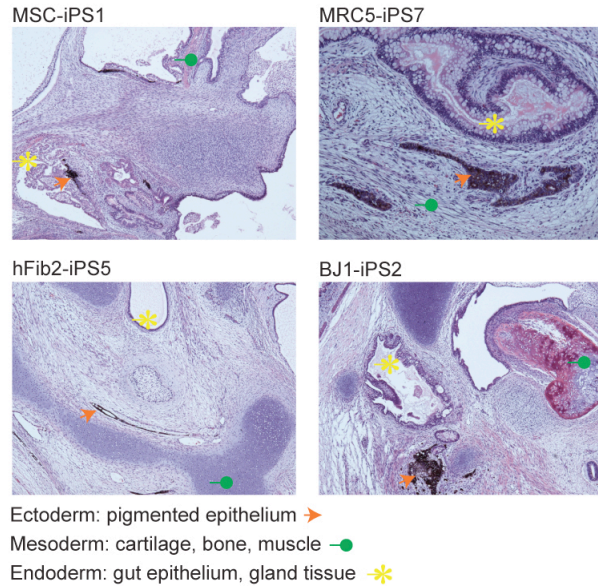 MSC-iPS1
MRC5-iPS7
hFib2-iPS5
BJ1-iPS2
Ectoderm: pigmented epithelium
Mesoderm: cartilage, bone, muscle
Endoderm: gut epithelium, gland tissue